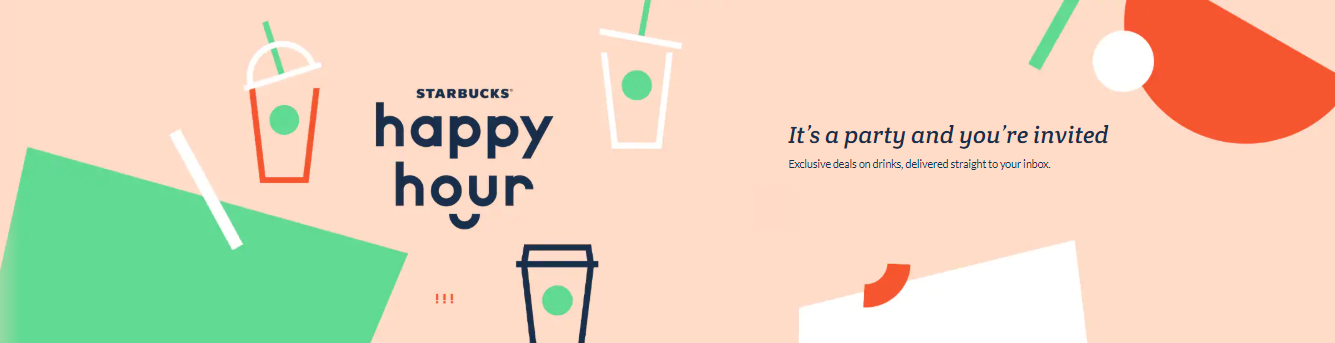 STARBUCKS®
happy
hour
!!!
It's a party and you're invited
Exclusive deals on drinks, delivered straight to your inbox.